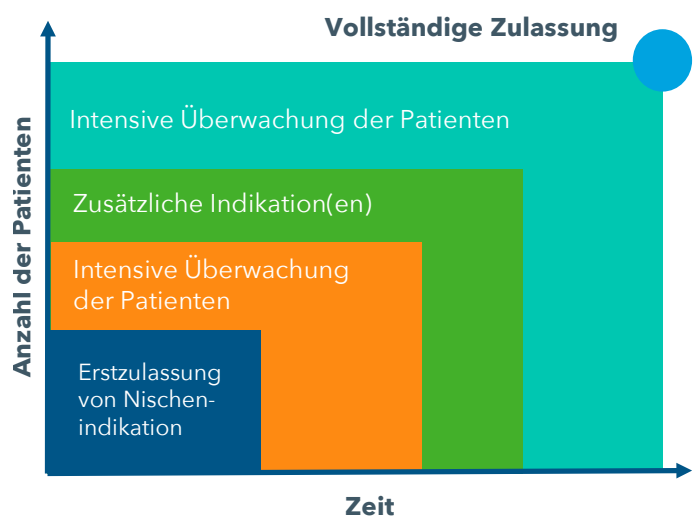 Vollständige Zulassung
Anzahl der Patienten
Intensive Überwachung der Patienten
Zusätzliche Indikation(en)
Intensive Überwachung
der Patienten
Erstzulassung
von Nischen-
indikation
Zeit